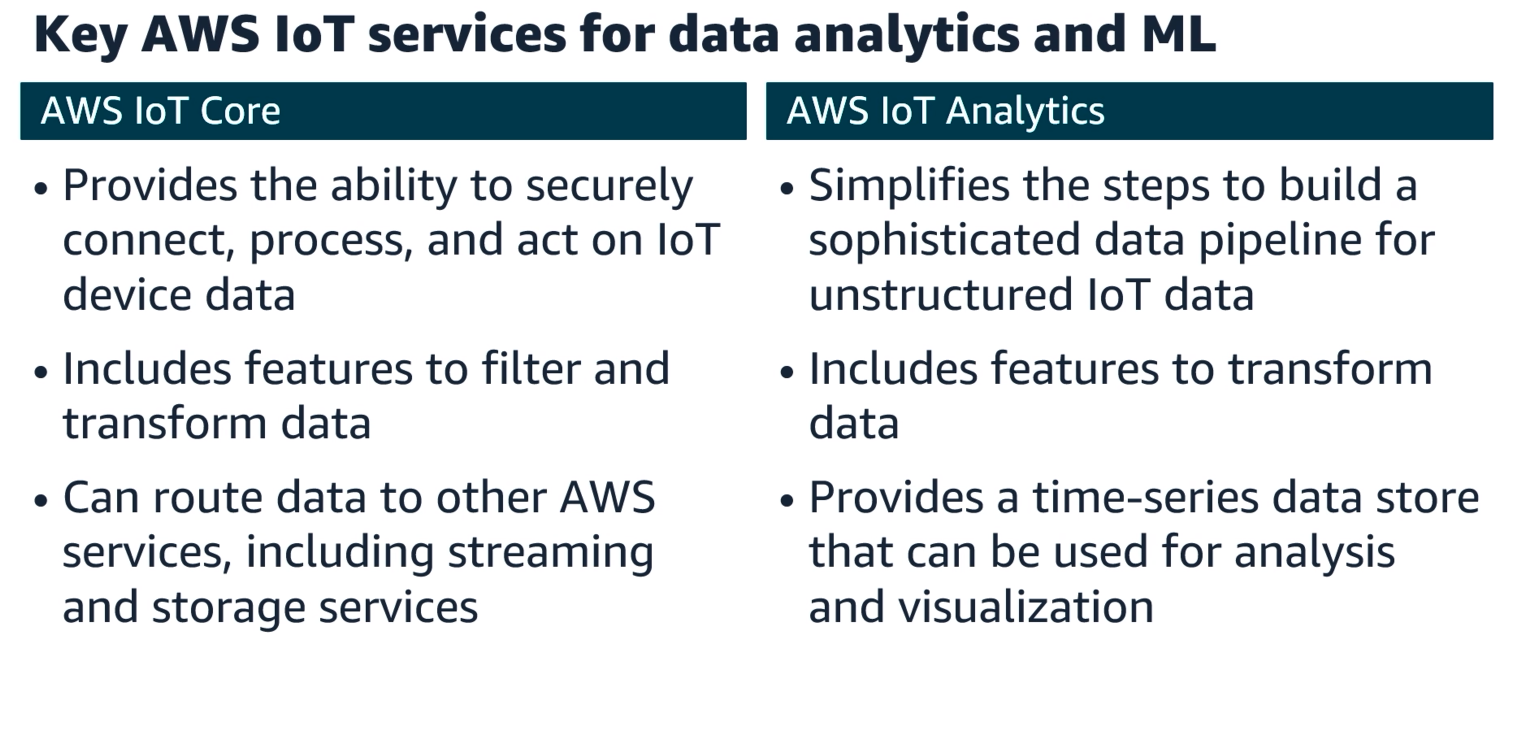 Key AWS IoT services for data analytics and ML
AWS IoT Core
• Provides the ability to securely
connect, process, and act on IoT
device data
• Includes features to filter and
transform data
• Can route data to other AWS
services, including streaming
and storage services
AWS IoT Analytics
• Simplifies the steps to build a
sophisticated data pipeline for
unstructured IoT data
• Includes features to transform
data
• Provides a time-series data store
that can be used for analysis
and visualization